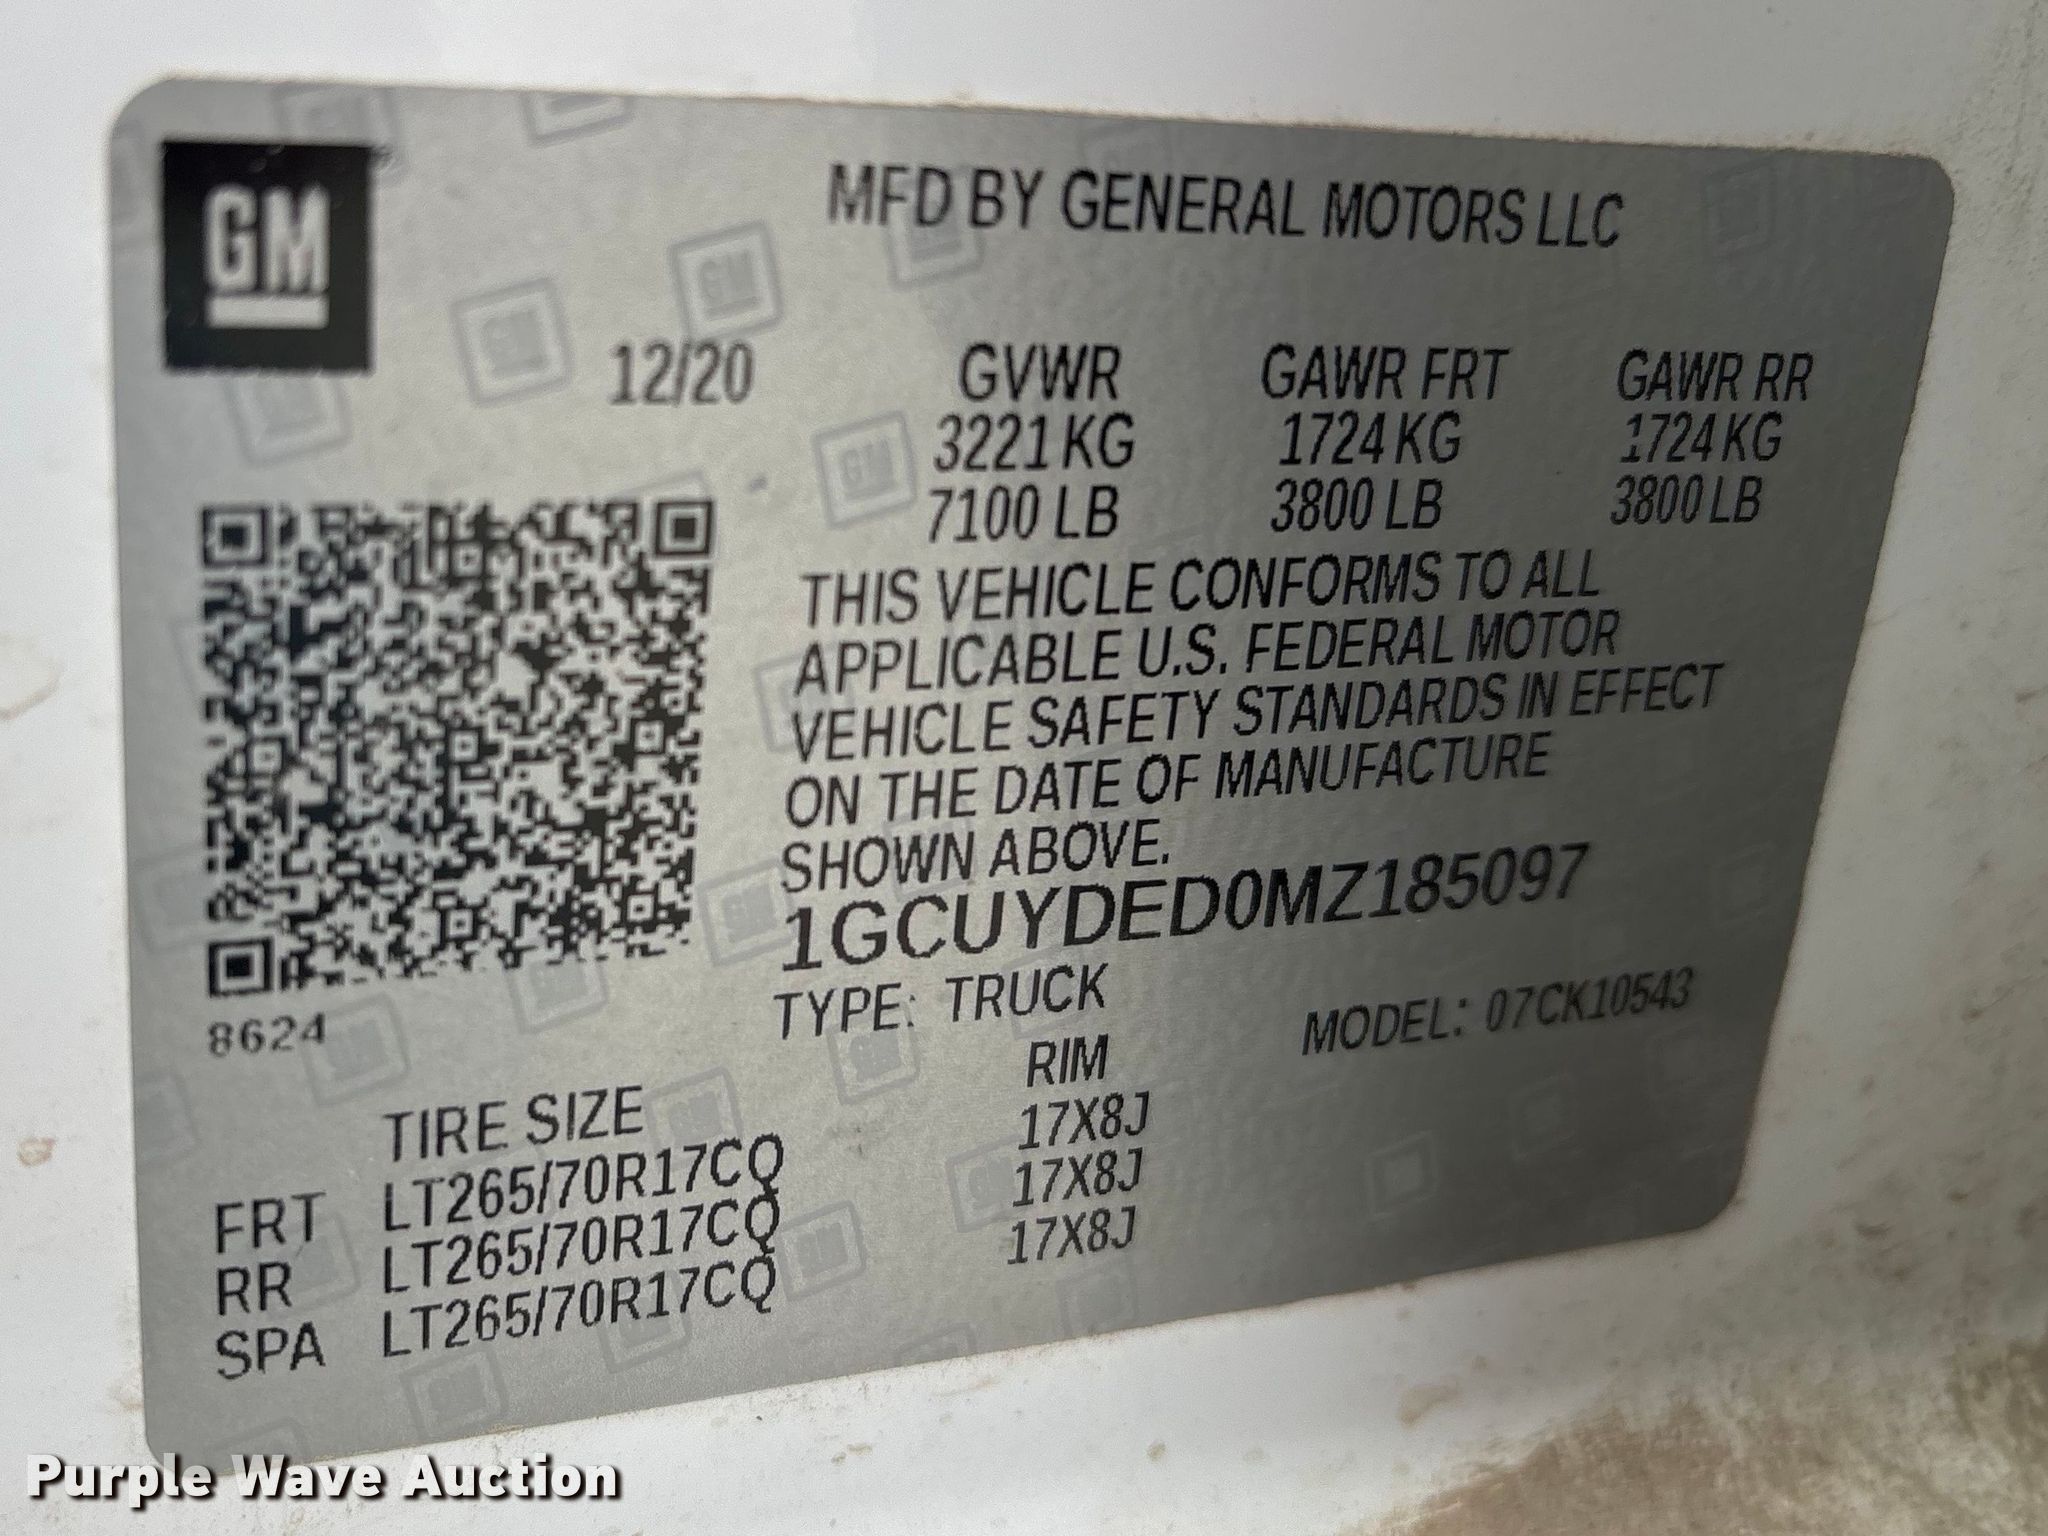 GM
MFD BY GENERAL MOTORS LLC
12/20 GVWR GAWR FRT GAWR RR
3221 KG 1724 KG 1724 KG
7100 LB 3800 LB 3800 LB
THIS VEHICLE CONFORMS TO ALL
APPLICABLE U.S. FEDERAL MOTOR
VEHICLE SAFETY STANDARDS IN EFFECT
ON THE DATE OF MANUFACTURE
SHOWN ABOVE.
1GCUYDED0MZ185097
8624
TYPE: TRUCK MODEL: 07CK10543
TIRE SIZE RIM
FRT LT265/70R17CQ 17X8J
RR LT265/70R17CQ 17X8J
SPA LT265/70R17CQ 17X8J
Purple Wave Auction